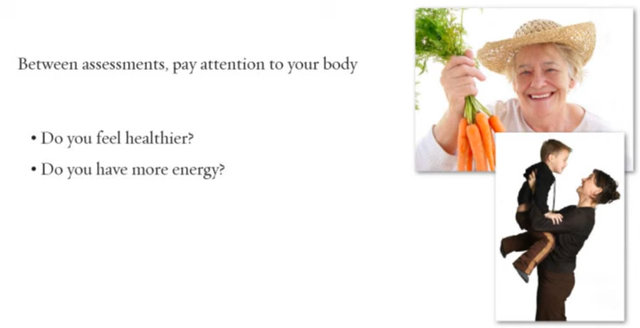 Between assessments, pay attention to your body
• Do you feel healthier?
• Do you have more energy?